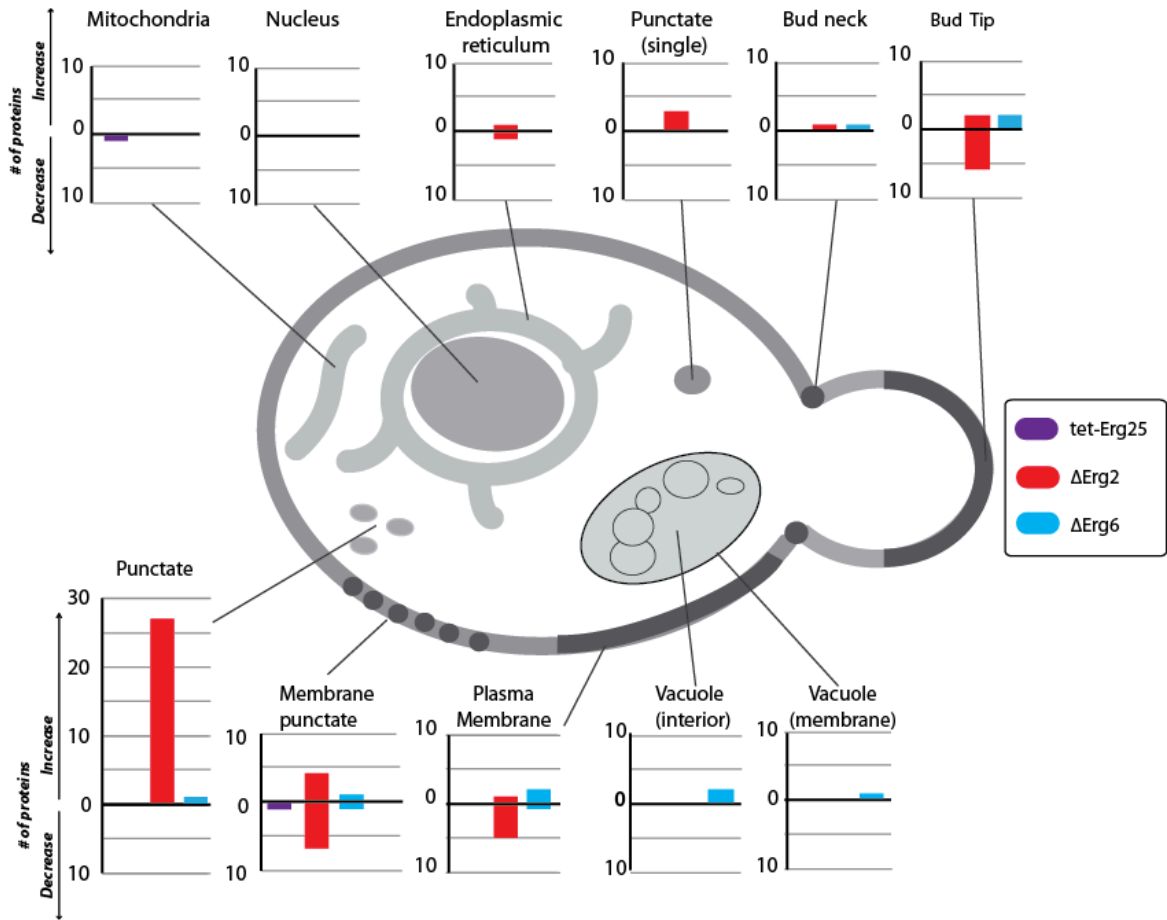 Mitochondria
Nucleus
Endoplasmic
reticulum
Punctate
(single)
Bud neck
Bud Tip
# of proteins
Increase
Decrease
10
0
10
10
0
10
10
0
10
10
0
10
10
0
10
10
0
10
tet-Erg25
ΔErg2
ΔErg6
Punctate
# of proteins
Increase
Decrease
30
20
10
0
10
Membrane
punctate
10
0
10
Plasma
Membrane
10
0
10
Vacuole
(interior)
10
0
10
Vacuole
(membrane)
10
0
10